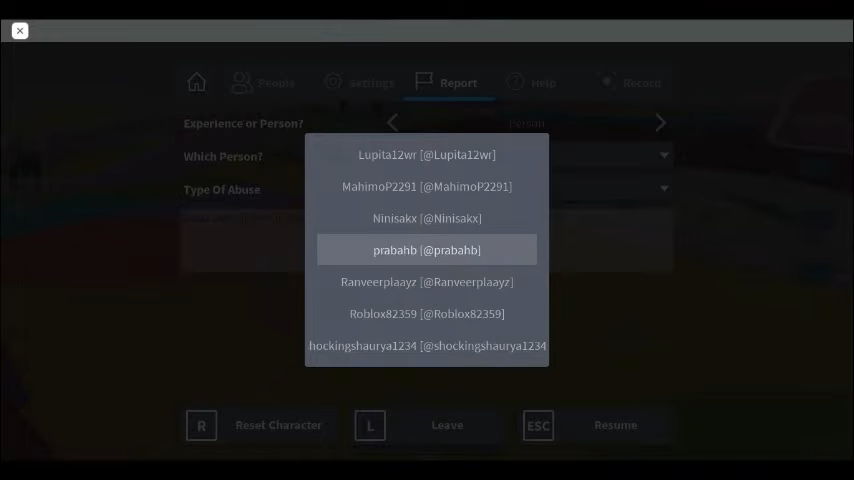 People
Settings
Report
Help
Record
Experience or Person?
Person
Which Person?
Type Of Abuse
Lupita12wr [@Lupita12wr]
MahimoP2291 [@MahimoP2291]
Ninisakx [@Ninisakx]
prabahb [@prabahb]
Ranveerplaayz [@Ranveerplaayz]
Roblox82359 [@Roblox82359]
hockingshaurya1234 [@shockingshaurya1234
R Reset Character
L Leave
ESC Resume